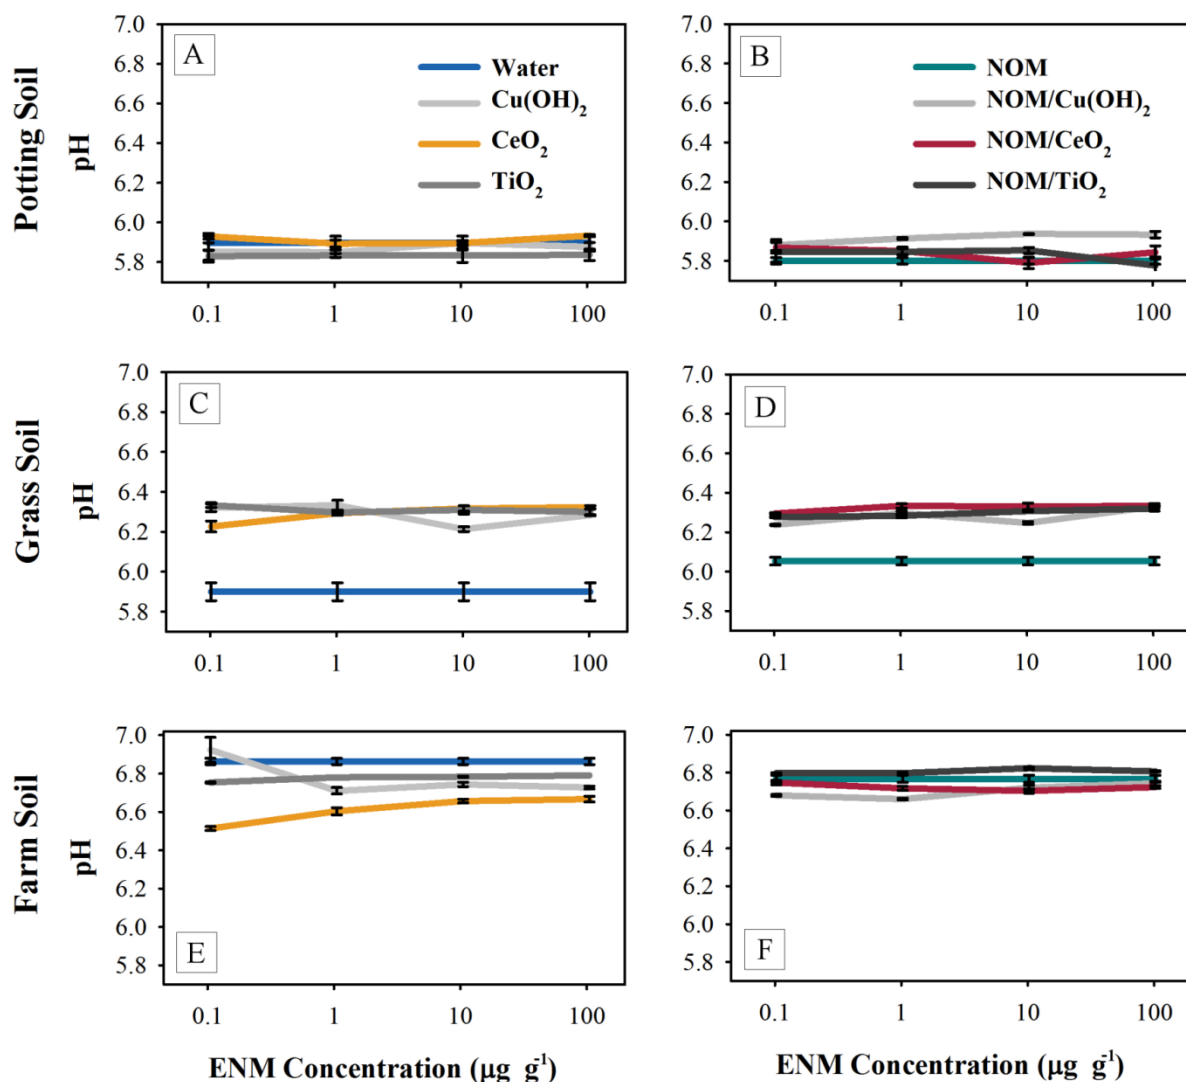 Potting Soil
pH
7.0
6.8
6.6
6.4
6.2
6.0
5.8
A
Water
Cu(OH)₂
CeO₂
TiO₂
0.1 1 10 100
7.0
6.8
6.6
6.4
6.2
6.0
5.8
B
NOM
NOM/Cu(OH)₂
NOM/CeO₂
NOM/TiO₂
0.1 1 10 100
Grass Soil
pH
7.0
6.8
6.6
6.4
6.2
6.0
5.8
C
0.1 1 10 100
7.0
6.8
6.6
6.4
6.2
6.0
5.8
D
0.1 1 10 100
Farm Soil
pH
7.0
6.8
6.6
6.4
6.2
6.0
5.8
E
0.1 1 10 100
ENM Concentration (µg g⁻¹)
7.0
6.8
6.6
6.4
6.2
6.0
5.8
F
0.1 1 10 100
ENM Concentration (µg g⁻¹)